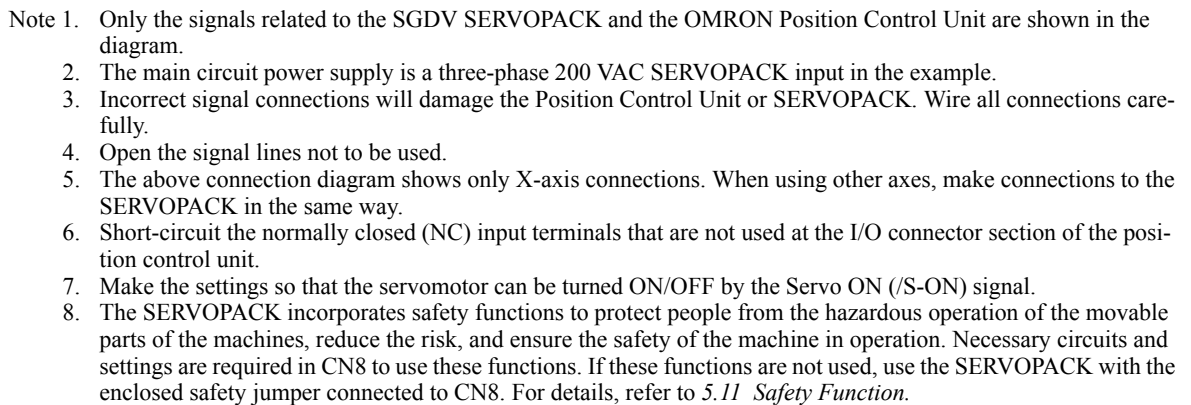 Note 1. Only the signals related to the SGDV SERVOPACK and the OMRON Position Control Unit are shown in the
diagram.
2. The main circuit power supply is a three-phase 200 VAC SERVOPACK input in the example.
3. Incorrect signal connections will damage the Position Control Unit or SERVOPACK. Wire all connections care-
fully.
4. Open the signal lines not to be used.
5. The above connection diagram shows only X-axis connections. When using other axes, make connections to the
SERVOPACK in the same way.
6. Short-circuit the normally closed (NC) input terminals that are not used at the I/O connector section of the posi-
tion control unit.
7. Make the settings so that the servomotor can be turned ON/OFF by the Servo ON (/S-ON) signal.
8. The SERVOPACK incorporates safety functions to protect people from the hazardous operation of the movable
parts of the machines, reduce the risk, and ensure the safety of the machine in operation. Necessary circuits and
settings are required in CN8 to use these functions. If these functions are not used, use the SERVOPACK with the
enclosed safety jumper connected to CN8. For details, refer to 5.11 Safety Function.